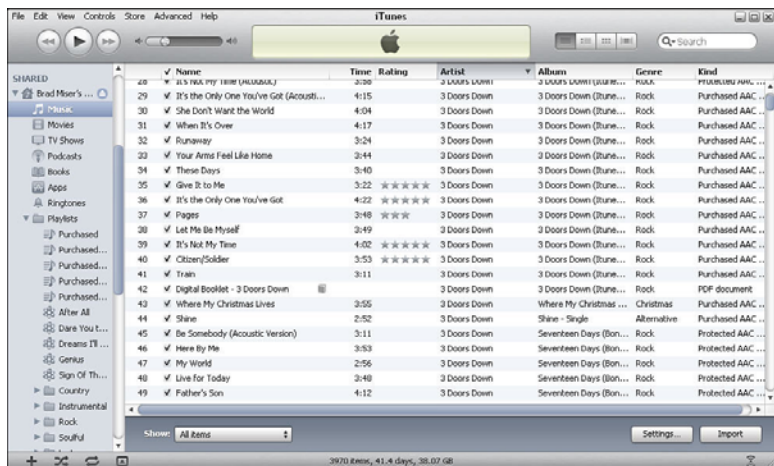 File Edit View Controls Store Advanced Help iTunes
Search
✓ Name Time Rating Artist Album Genre Kind
28 ✓ It's Not My Time (Acoustic) 3:58 3 Doors Down 3 Doors Down (Itune... Rock Protected AAC ...
29 ✓ It's the Only One You've Got (Acousti... 4:15 3 Doors Down 3 Doors Down (Itune... Rock Purchased AAC ...
30 ✓ She Don't Want the World 4:04 3 Doors Down 3 Doors Down (Itune... Rock Purchased AAC ...
31 ✓ When It's Over 4:17 3 Doors Down 3 Doors Down (Itune... Rock Purchased AAC ...
32 ✓ Runaway 3:24 3 Doors Down 3 Doors Down (Itune... Rock Purchased AAC ...
33 ✓ Your Arms Feel Like Home 3:44 3 Doors Down 3 Doors Down (Itune... Rock Purchased AAC ...
34 ✓ These Days 3:40 3 Doors Down 3 Doors Down (Itune... Rock Purchased AAC ...
35 ✓ Give It to Me 3:22 ★★★★★ 3 Doors Down 3 Doors Down (Itune... Rock Purchased AAC ...
36 ✓ It's the Only One You've Got 4:22 ★★★★★ 3 Doors Down 3 Doors Down (Itune... Rock Purchased AAC ...
37 ✓ Pages 3:48 ★★★ 3 Doors Down 3 Doors Down (Itune... Rock Purchased AAC ...
38 ✓ Let Me Be Myself 3:49 3 Doors Down 3 Doors Down (Itune... Rock Purchased AAC ...
39 ✓ It's Not My Time 4:02 ★★★★★ 3 Doors Down 3 Doors Down (Itune... Rock Purchased AAC ...
40 ✓ Citizen/Soldier 3:53 ★★★★★ 3 Doors Down 3 Doors Down (Itune... Rock Purchased AAC ...
41 ✓ Train 3:11 3 Doors Down 3 Doors Down (Itune... Rock Purchased AAC ...
42 ✓ Digital Booklet - 3 Doors Down 3 Doors Down 3 Doors Down (Itune... Rock PDF document
43 ✓ Where My Christmas Lives 3:55 3 Doors Down Where My Christmas ... Christmas Purchased AAC ...
44 ✓ Shine 2:52 3 Doors Down Shine - Single Alternative Purchased AAC ...
45 ✓ Be Somebody (Acoustic Version) 3:11 3 Doors Down Seventeen Days (Bon... Rock Protected AAC ...
46 ✓ Here By Me 3:53 3 Doors Down Seventeen Days (Bon... Rock Protected AAC ...
47 ✓ My World 2:56 3 Doors Down Seventeen Days (Bon... Rock Protected AAC ...
48 ✓ Live for Today 3:48 3 Doors Down Seventeen Days (Bon... Rock Protected AAC ...
49 ✓ Father's Son 4:12 3 Doors Down Seventeen Days (Bon... Rock Protected AAC ...
SHARED
Brad Miser's ...
Music
Movies
TV Shows
Podcasts
Books
Apps
Ringtones
Playlists
Purchased
Purchased...
Purchased...
Purchased...
Purchased...
After All
Dare You t...
Dreams I'll ...
Genius
Sign Of Th...
Country
Instrumental
Rock
Soulful
Show: All items Settings... Import
3970 items, 41.4 days, 38.07 GB